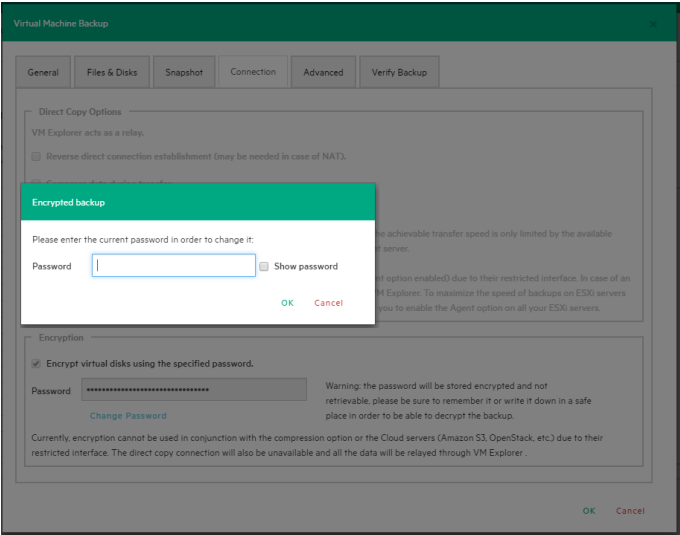 Virtual Machine Backup
×
General Files & Disks Snapshot Connection Advanced Verify Backup
Direct Copy Options
VM Explorer acts as a relay.
Reverse direct connection establishment (may be needed in case of NAT).
Encrypted backup
Please enter the current password in order to change it:
Password Show password
OK Cancel
he achievable transfer speed is only limited by the available
t server.
nt option enabled) due to their restricted interface. In case of an
M Explorer. To maximize the speed of backups on ESXi servers
you to enable the Agent option on all your ESXi servers.
Encryption
Encrypt virtual disks using the specified password.
Password ••••••••••••••••••••••••••••••••
Change Password
Warning: the password will be stored encrypted and not
retrievable, please be sure to remember it or write it down in a safe
place in order to be able to decrypt the backup.
Currently, encryption cannot be used in conjunction with the compression option or the Cloud servers (Amazon S3, OpenStack, etc.) due to their
restricted interface. The direct copy connection will also be unavailable and all the data will be relayed through VM Explorer .
OK Cancel